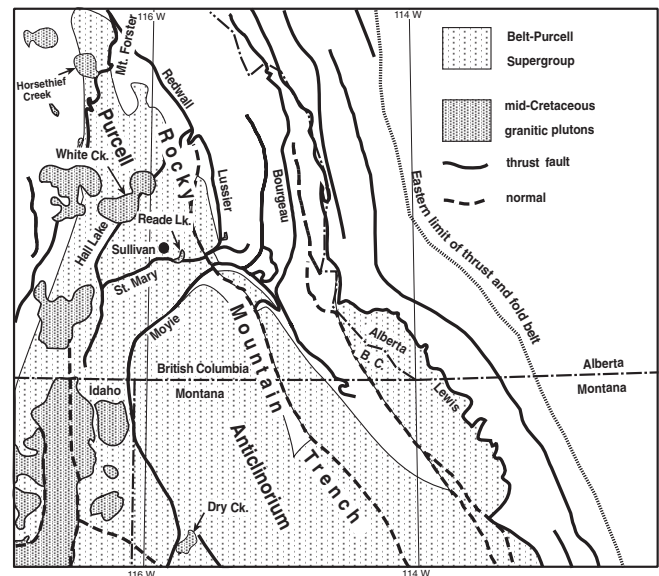 116 W
114 W
Mt. Forster
Horsethief
Creek
Redwall
Purcell
Rocky
White Ck.
Lussier
Bourgeau
Reade Lk.
Hall Lake
Sullivan
St. Mary
Moyie
Mountain
Trench
Anticlinorium
British Columbia
Montana
Idaho
Alberta
B. C.
Lewis
Alberta
Montana
Dry Ck.
Eastern limit of thrust and fold belt
Belt-Purcell
Supergroup
mid-Cretaceous
granitic plutons
thrust fault
normal
116 W
114 W